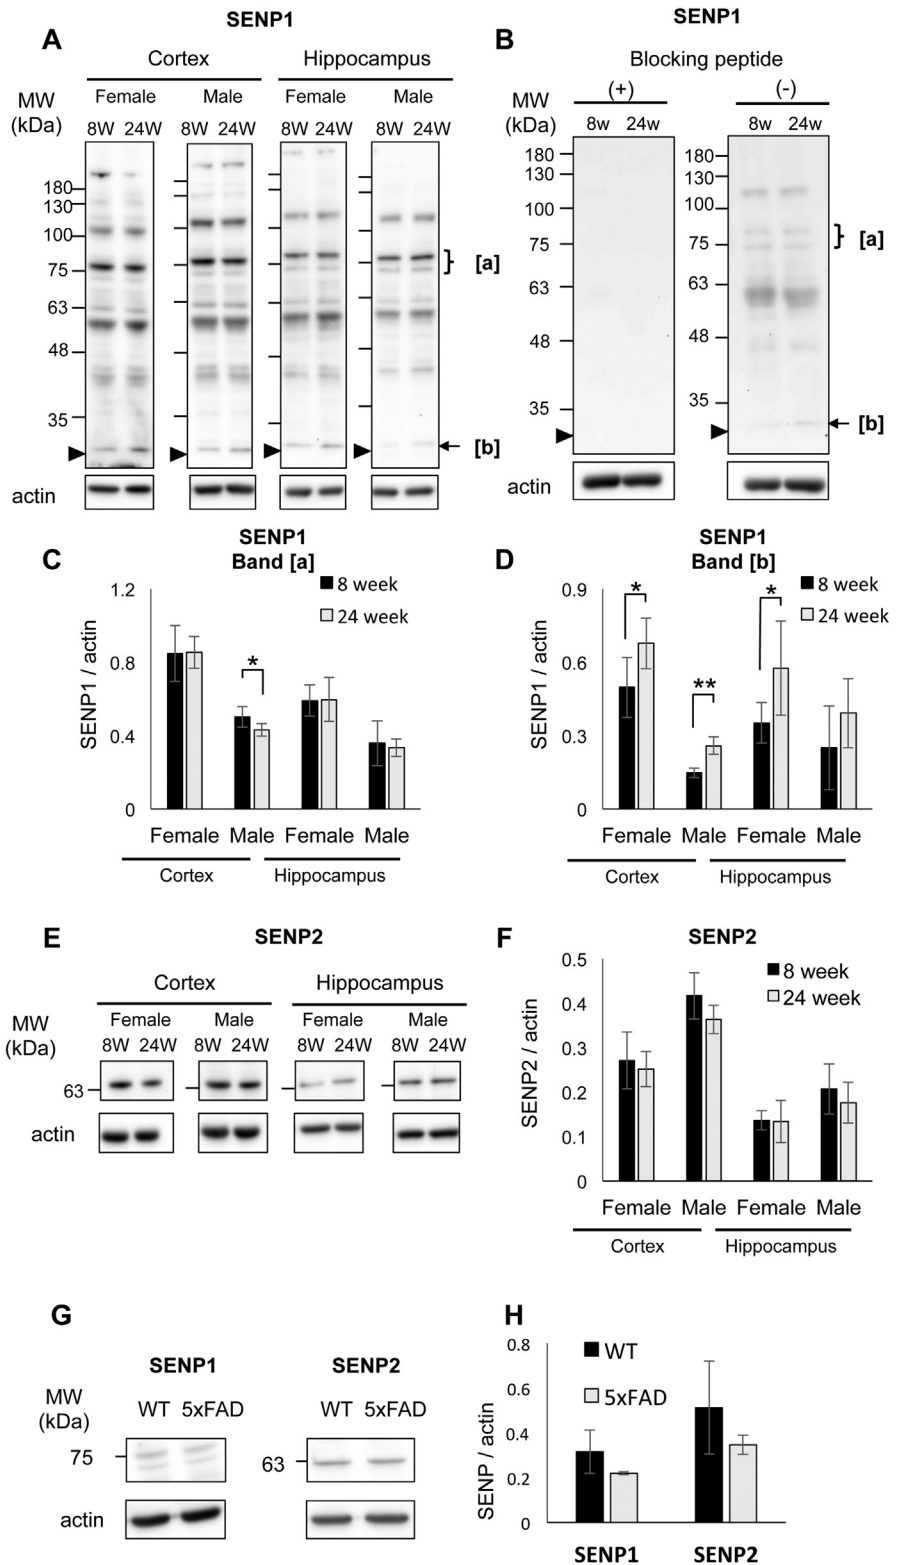 SENP1
A
Cortex
Hippocampus
MW
(kDa)
Female
Male
Female
Male
8W 24W
8W 24W
8W 24W
8W 24W
180
130
100
75
63
48
35
[a]
[b]
actin
SENP1
B
Blocking peptide
(+)
(-)
MW
(kDa)
8w 24w
8w 24w
180
130
100
75
63
48
35
180
130
100
75
63
48
35
[a]
[b]
actin
C
SENP1
Band [a]
8 week
24 week
SENP1 / actin
1.2
0.8
0.4
0
*
Female Male Female Male
Cortex
Hippocampus
D
SENP1
Band [b]
8 week
24 week
SENP1 / actin
0.9
0.6
0.3
0
*
**
*
Female Male Female Male
Cortex
Hippocampus
E
SENP2
Cortex
Hippocampus
MW
(kDa)
Female
Male
Female
Male
8W 24W
8W 24W
8W 24W
8W 24W
63
actin
F
SENP2
8 week
24 week
SENP2 / actin
0.5
0.4
0.3
0.2
0.1
0
Female Male Female Male
Cortex
Hippocampus
G
SENP1
SENP2
MW
(kDa)
WT 5xFAD
WT 5xFAD
75
63
actin
H
WT
5xFAD
SENP / actin
0.8
0.6
0.4
0.2
0
SENP1
SENP2